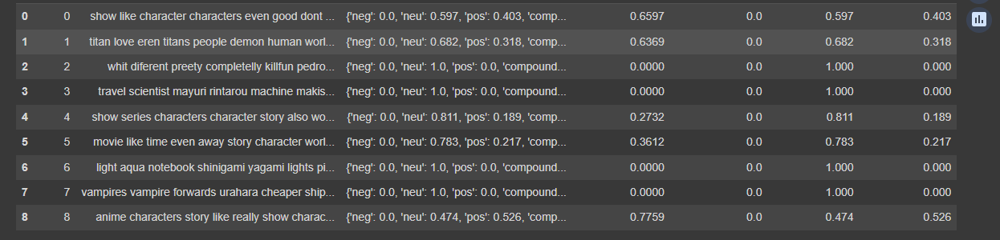 0 0 show like character characters even good dont ... {'neg': 0.0, 'neu': 0.597, 'pos': 0.403, 'comp... 0.6597 0.0 0.597 0.403
1 1 titan love eren titans people demon human worl... {'neg': 0.0, 'neu': 0.682, 'pos': 0.318, 'comp... 0.6369 0.0 0.682 0.318
2 2 whit diferent preety completelly killfun pedro... {'neg': 0.0, 'neu': 1.0, 'pos': 0.0, 'compound... 0.0000 0.0 1.000 0.000
3 3 travel scientist mayuri rintarou machine makis... {'neg': 0.0, 'neu': 1.0, 'pos': 0.0, 'compound... 0.0000 0.0 1.000 0.000
4 4 show series characters character story also wo... {'neg': 0.0, 'neu': 0.811, 'pos': 0.189, 'comp... 0.2732 0.0 0.811 0.189
5 5 movie like time even away story character worl... {'neg': 0.0, 'neu': 0.783, 'pos': 0.217, 'comp... 0.3612 0.0 0.783 0.217
6 6 light aqua notebook shinigami yagami lights pi... {'neg': 0.0, 'neu': 1.0, 'pos': 0.0, 'compound... 0.0000 0.0 1.000 0.000
7 7 vampires vampire forwards urahara cheaper ship... {'neg': 0.0, 'neu': 1.0, 'pos': 0.0, 'compound... 0.0000 0.0 1.000 0.000
8 8 anime characters story like really show charac... {'neg': 0.0, 'neu': 0.474, 'pos': 0.526, 'comp... 0.7759 0.0 0.474 0.526